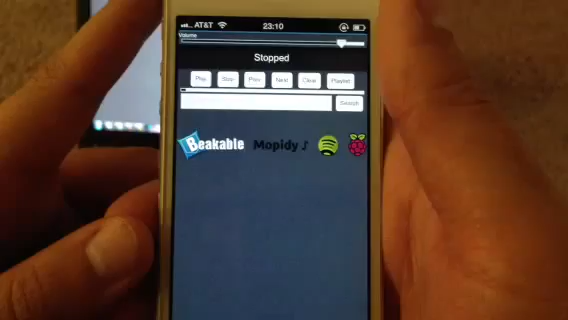 AT&T 23:10
Volume
Stopped
Play Stop Prev Next Clear Playlist
Search
Beakable Mopidy